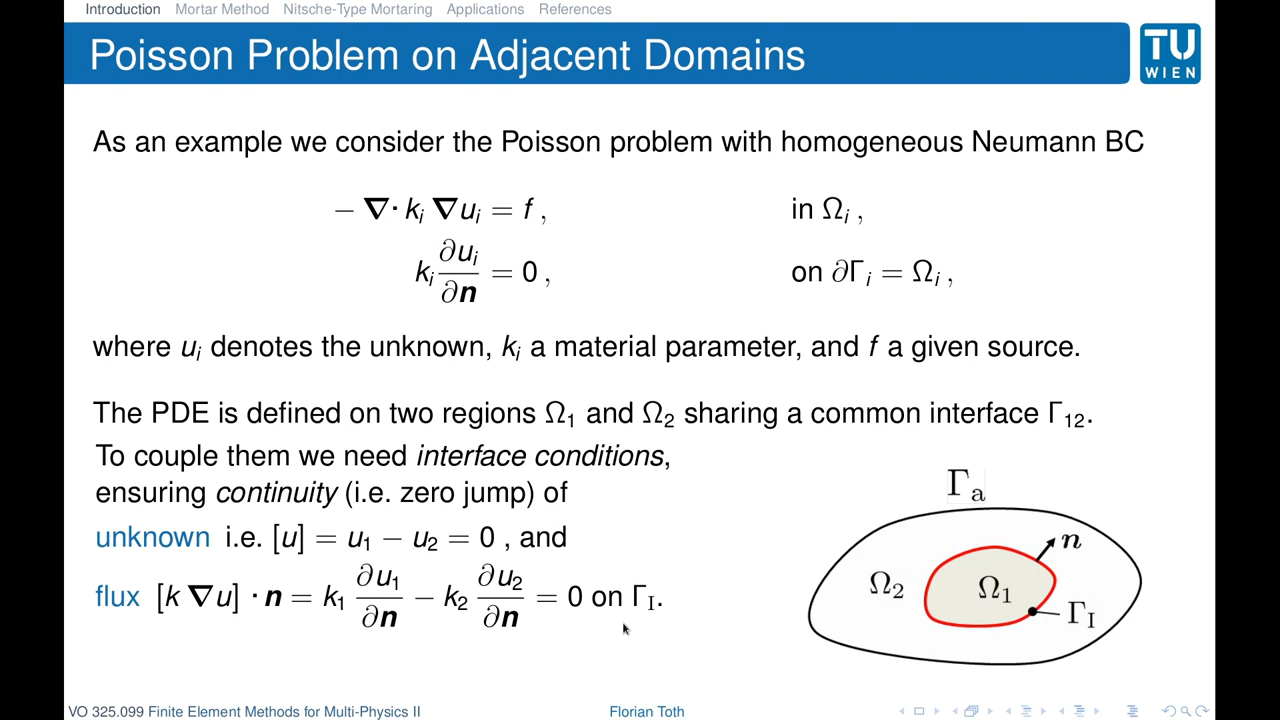 Introduction Mortar Method Nitsche-Type Mortaring Applications References
Poisson Problem on Adjacent Domains
TU
WIEN
As an example we consider the Poisson problem with homogeneous Neumann BC
− ∇· kᵢ ∇uᵢ = f , in Ωᵢ ,
kᵢ ∂uᵢ/∂n = 0 , on ∂Γᵢ = Ωᵢ ,
where uᵢ denotes the unknown, kᵢ a material parameter, and f a given source.
The PDE is defined on two regions Ω₁ and Ω₂ sharing a common interface Γ₁₂.
To couple them we need interface conditions,
ensuring continuity (i.e. zero jump) of
unknown i.e. [u] = u₁ − u₂ = 0 , and
flux [k ∇u] · n = k₁ ∂u₁/∂n − k₂ ∂u₂/∂n = 0 on Γ_I.
Γₐ
n
Ω₂
Ω₁
Γ_I
VO 325.099 Finite Element Methods for Multi-Physics II Florian Toth